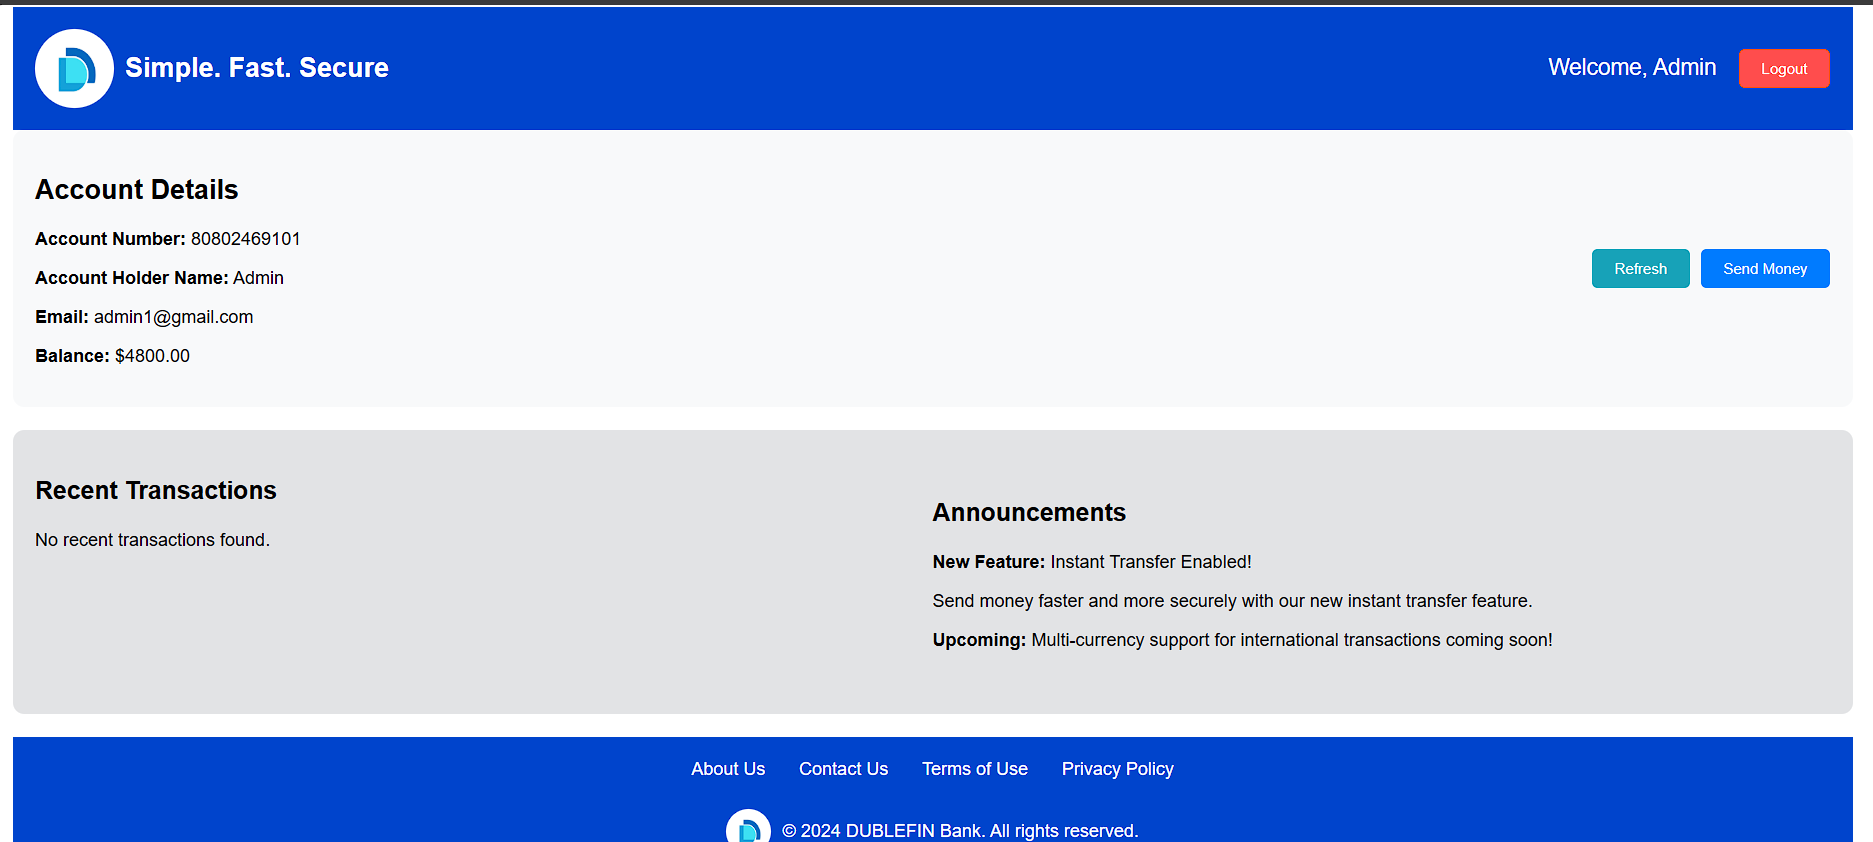 Simple. Fast. Secure
Welcome, Admin
Logout
Account Details
Account Number: 80802469101
Account Holder Name: Admin
Email: admin1@gmail.com
Balance: $4800.00
Refresh
Send Money
Recent Transactions
No recent transactions found.
Announcements
New Feature: Instant Transfer Enabled!
Send money faster and more securely with our new instant transfer feature.
Upcoming: Multi-currency support for international transactions coming soon!
About Us
Contact Us
Terms of Use
Privacy Policy
© 2024 DUBLEFIN Bank. All rights reserved.